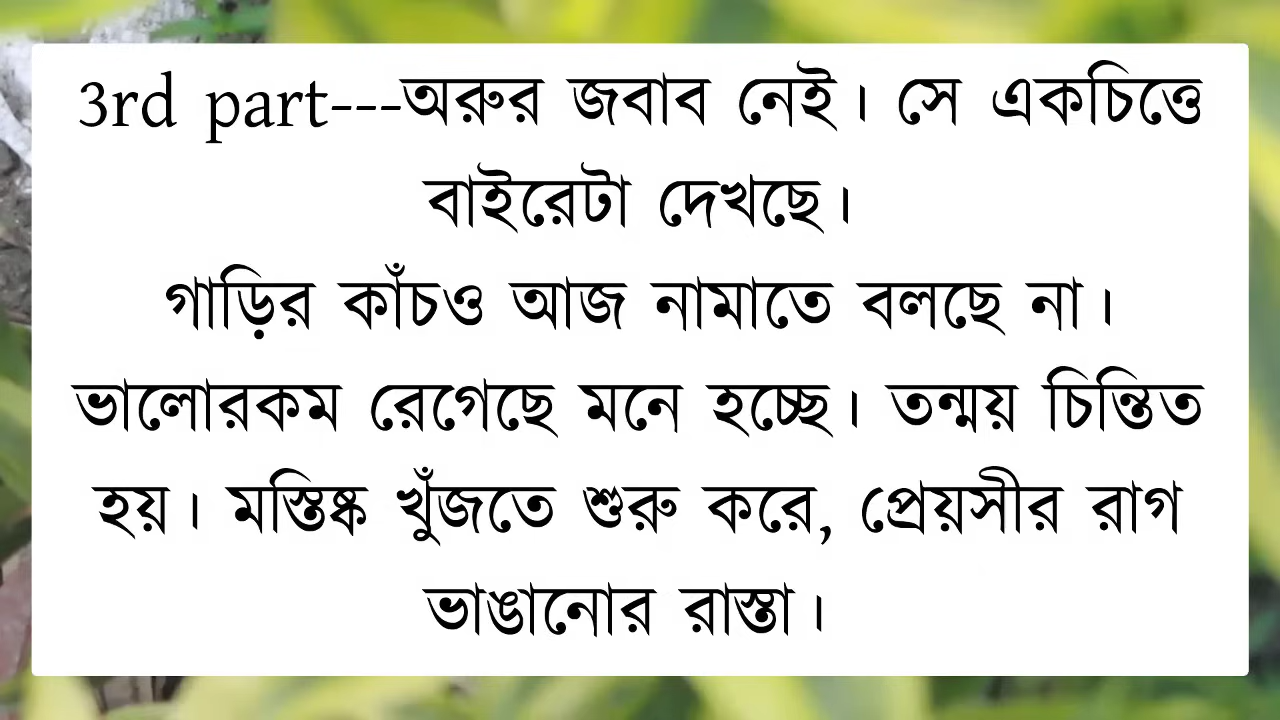 3rd part---অরুর জবাব নেই। সে একচিত্তে
বাইরেটা দেখছে।
গাড়ির কাঁচও আজ নামাতে বলছে না।
ভালোরকম রেগেছে মনে হচ্ছে। তন্ময় চিন্তিত
হয়। মস্তিষ্ক খুঁজতে শুরু করে, প্রেয়সীর রাগ
ভাঙানোর রাস্তা।